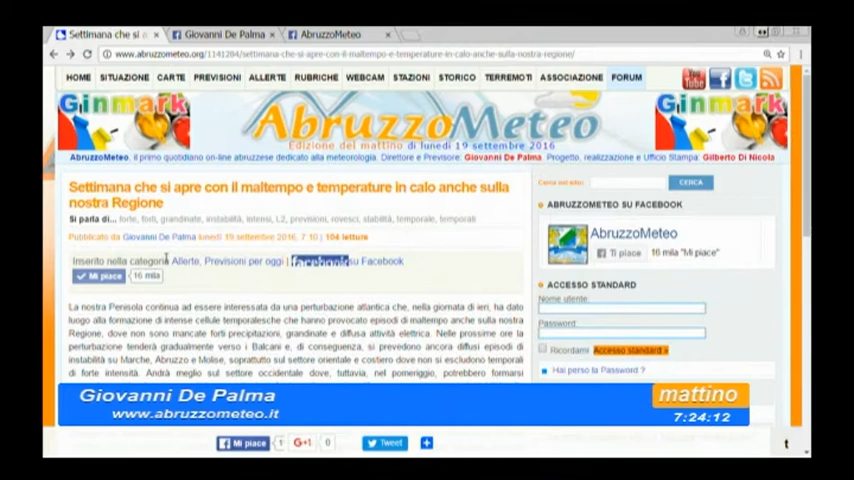 Settimana che si a
Giovanni De Palma
AbruzzoMeteo
www.abruzzometeo.org/1141204/settimana-che-si-apre-con-il-maltempo-e-temperature-in-calo-anche-sulla-nostra-regione/
HOME SITUAZIONE CARTE PREVISIONI ALLERTE RUBRICHE WEBCAM STAZIONI STORICO TERREMOTI ASSOCIAZIONE FORUM
You Tube
Ginmark
AbruzzoMeteo
Ginmark
Edizione del mattino di lunedi 19 settembre 2016
AbruzzoMeteo, il primo quotidiano on-line abruzzese dedicato alla meteorologia. Direttore e Previsore: Giovanni De Palma. Progetto, realizzazione e Ufficio Stampa: Gilberto Di Nicola
Settimana che si apre con il maltempo e temperature in calo anche sulla
nostra Regione
Si parla di... forte, forti, grandinate, instabilità, intensi, L2, previsioni, rovesci, stabilità, temporale, temporali
Pubblicato da Giovanni De Palma lunedì 19 settembre 2016, 7:10 | 104 letture
Inserito nella categoria Allerte, Previsioni per oggi | facebook su Facebook
Mi piace 16 mila
La nostra Penisola continua ad essere interessata da una perturbazione atlantica che, nella giornata di ieri, ha dato
luogo alla formazione di intense cellule temporalesche che hanno provocato episodi di maltempo anche sulla nostra
Regione, dove non sono mancate forti precipitazioni, grandinate e diffusa attività elettrica. Nelle prossime ore la
perturbazione tenderà gradualmente verso i Balcani e, di conseguenza, si prevedono ancora diffusi episodi di
instabilità su Marche, Abruzzo e Molise, soprattutto sul settore orientale e costiero dove non si escludono temporali
di forte intensità. Andrà meglio sul settore occidentale dove, tuttavia, nel pomeriggio, potrebbero formarsi
Cerca nel sito: CERCA
ABRUZZOMETEO SU FACEBOOK
AbruzzoMeteo
Ti piace 16 mila "Mi piace"
ACCESSO STANDARD
Nome utente:
Password:
Ricordami Accesso standard »
Hai perso la Password ?
Giovanni De Palma
www.abruzzometeo.it
mattino
7:24:12
Mi piace 1 G+1 0 Tweet
t